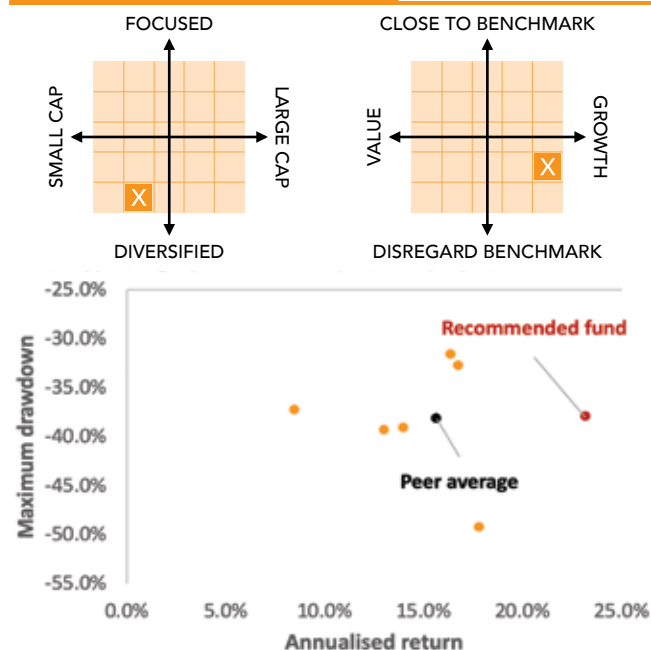 FOCUSED
SMALL CAP
LARGE CAP
X
DIVERSIFIED
CLOSE TO BENCHMARK
VALUE
GROWTH
X
DISREGARD BENCHMARK
Maximum drawdown
-25.0%
-30.0%
-35.0%
-40.0%
-45.0%
-50.0%
-55.0%
Recommended fund
Peer average
0.0% 5.0% 10.0% 15.0% 20.0% 25.0%
Annualised return